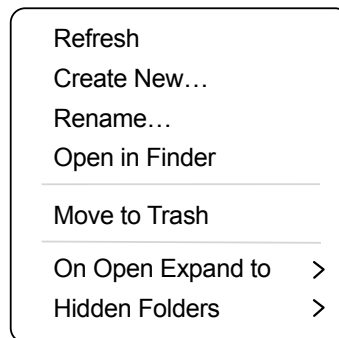 Refresh
Create New…
Rename…
Open in Finder
Move to Trash
On Open Expand to >
Hidden Folders >